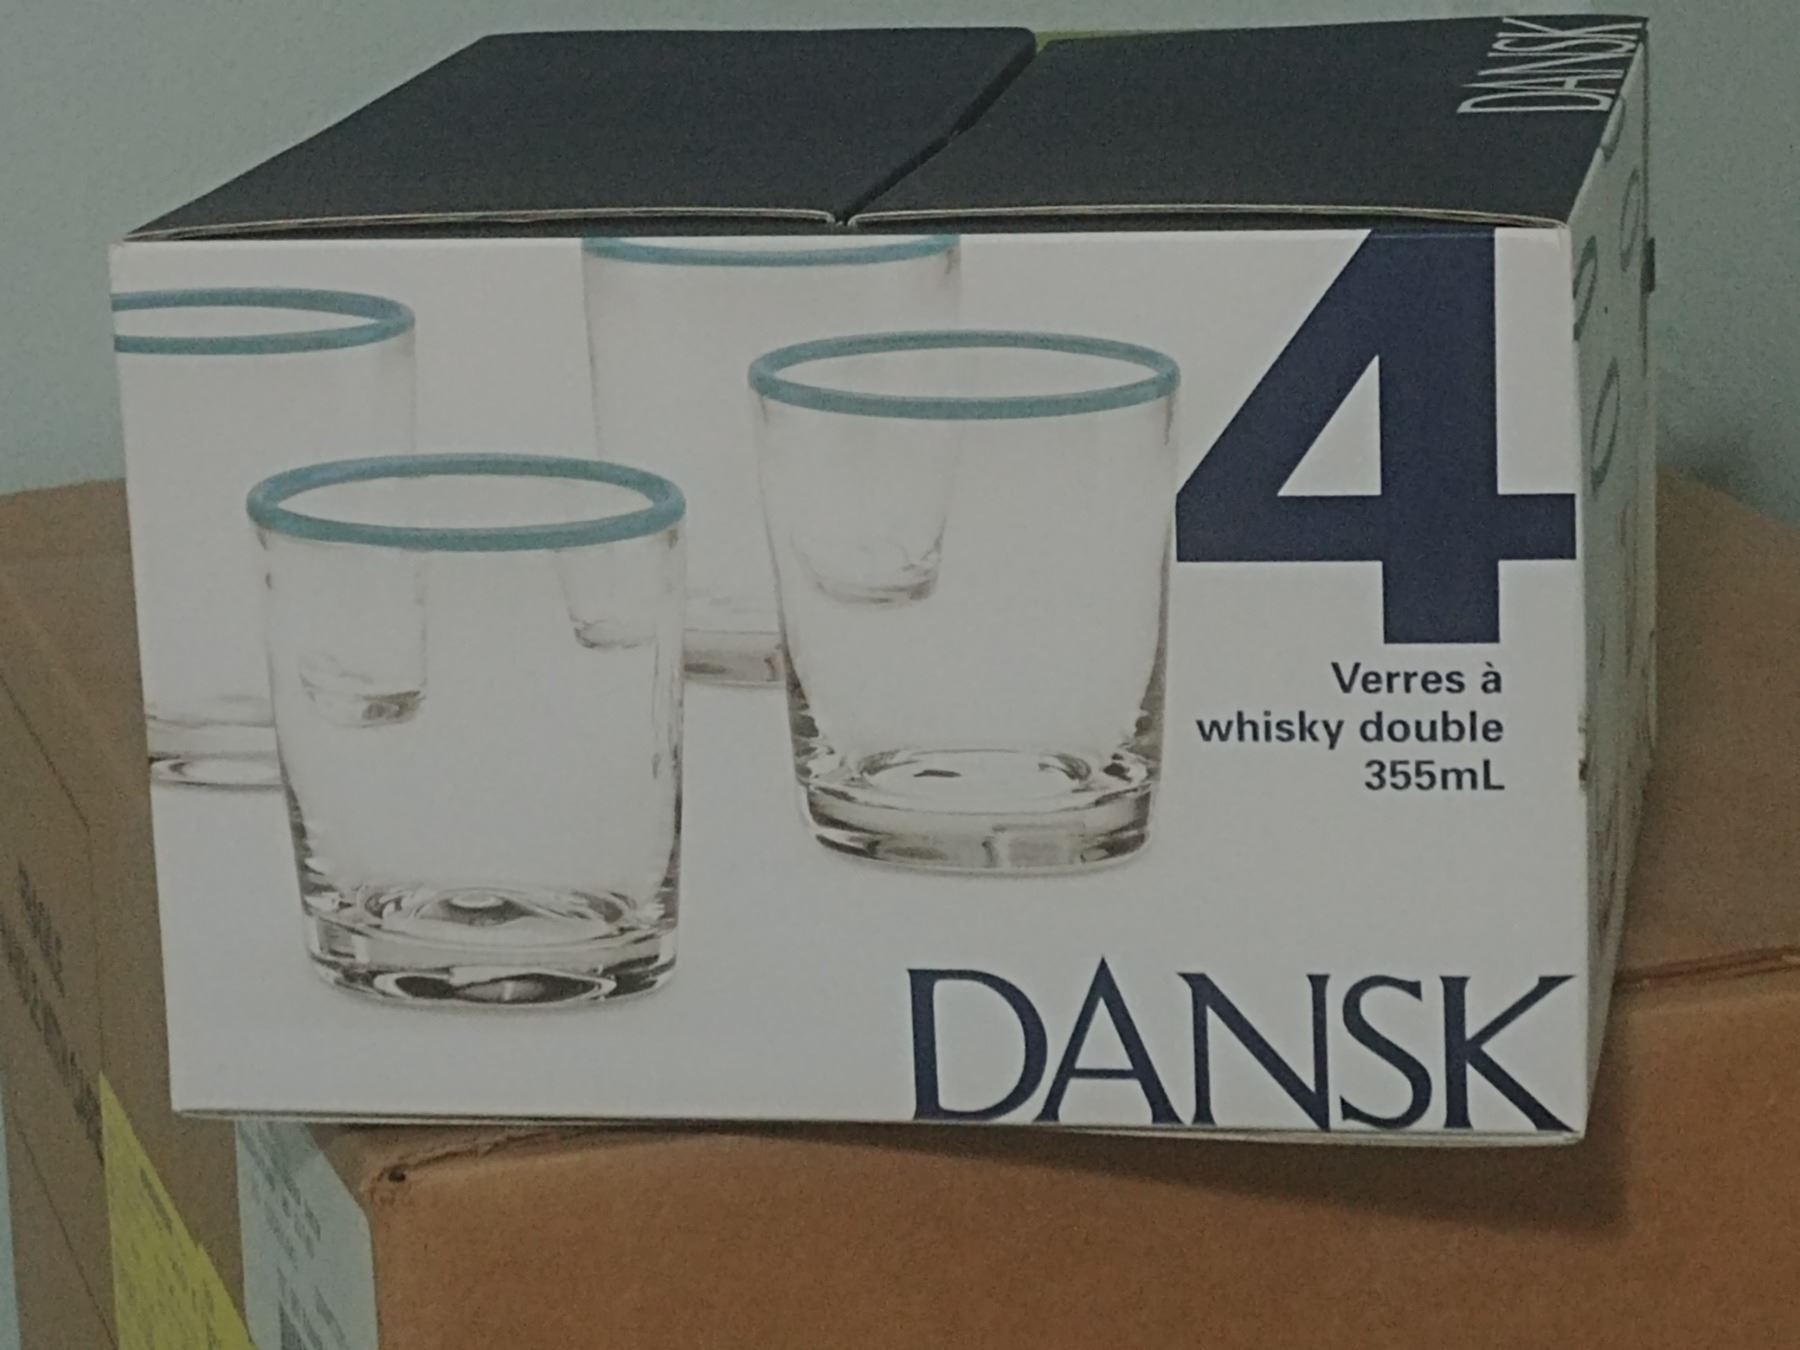 DANSK
4
Verres à
whisky double
355mL
DANSK